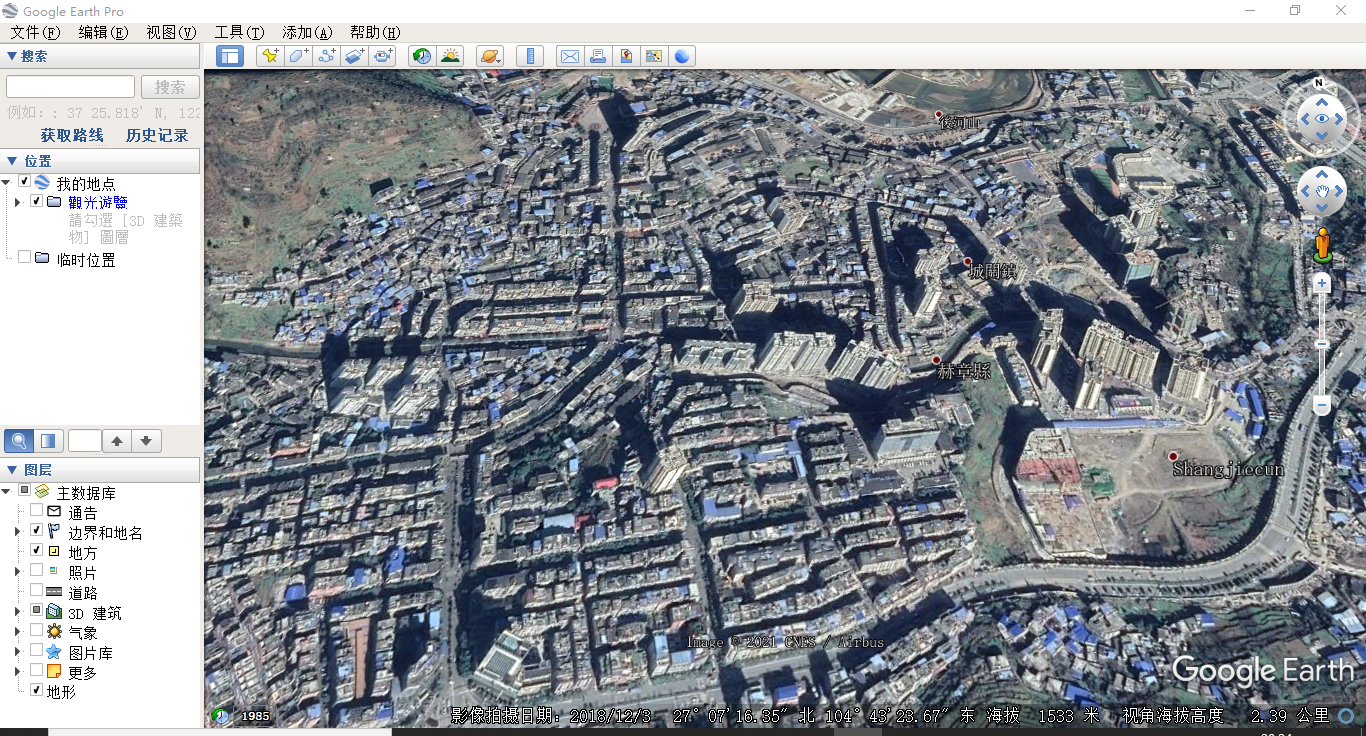 Google Earth Pro
文件(F) 编辑(E) 视图(V) 工具(T) 添加(A) 帮助(H)
搜索
搜索
例如: : 37 25.818' N, 122
获取路线 历史记录
位置
我的地点
觀光游覽
請勾選 [3D 建築
物] 圖層
临时位置
图层
主数据库
通告
边界和地名
地方
照片
道路
3D 建筑
气象
图片库
更多
地形
N
後河山
城關鎮
赫章縣
Shangjiecun
Image © 2021 CNES / Airbus
Google Earth
1985
影像拍摄日期: 2018/12/3 27° 07'16.35" 北 104° 43'23.67" 东 海拔 1533 米 视角海拔高度 2.39 公里